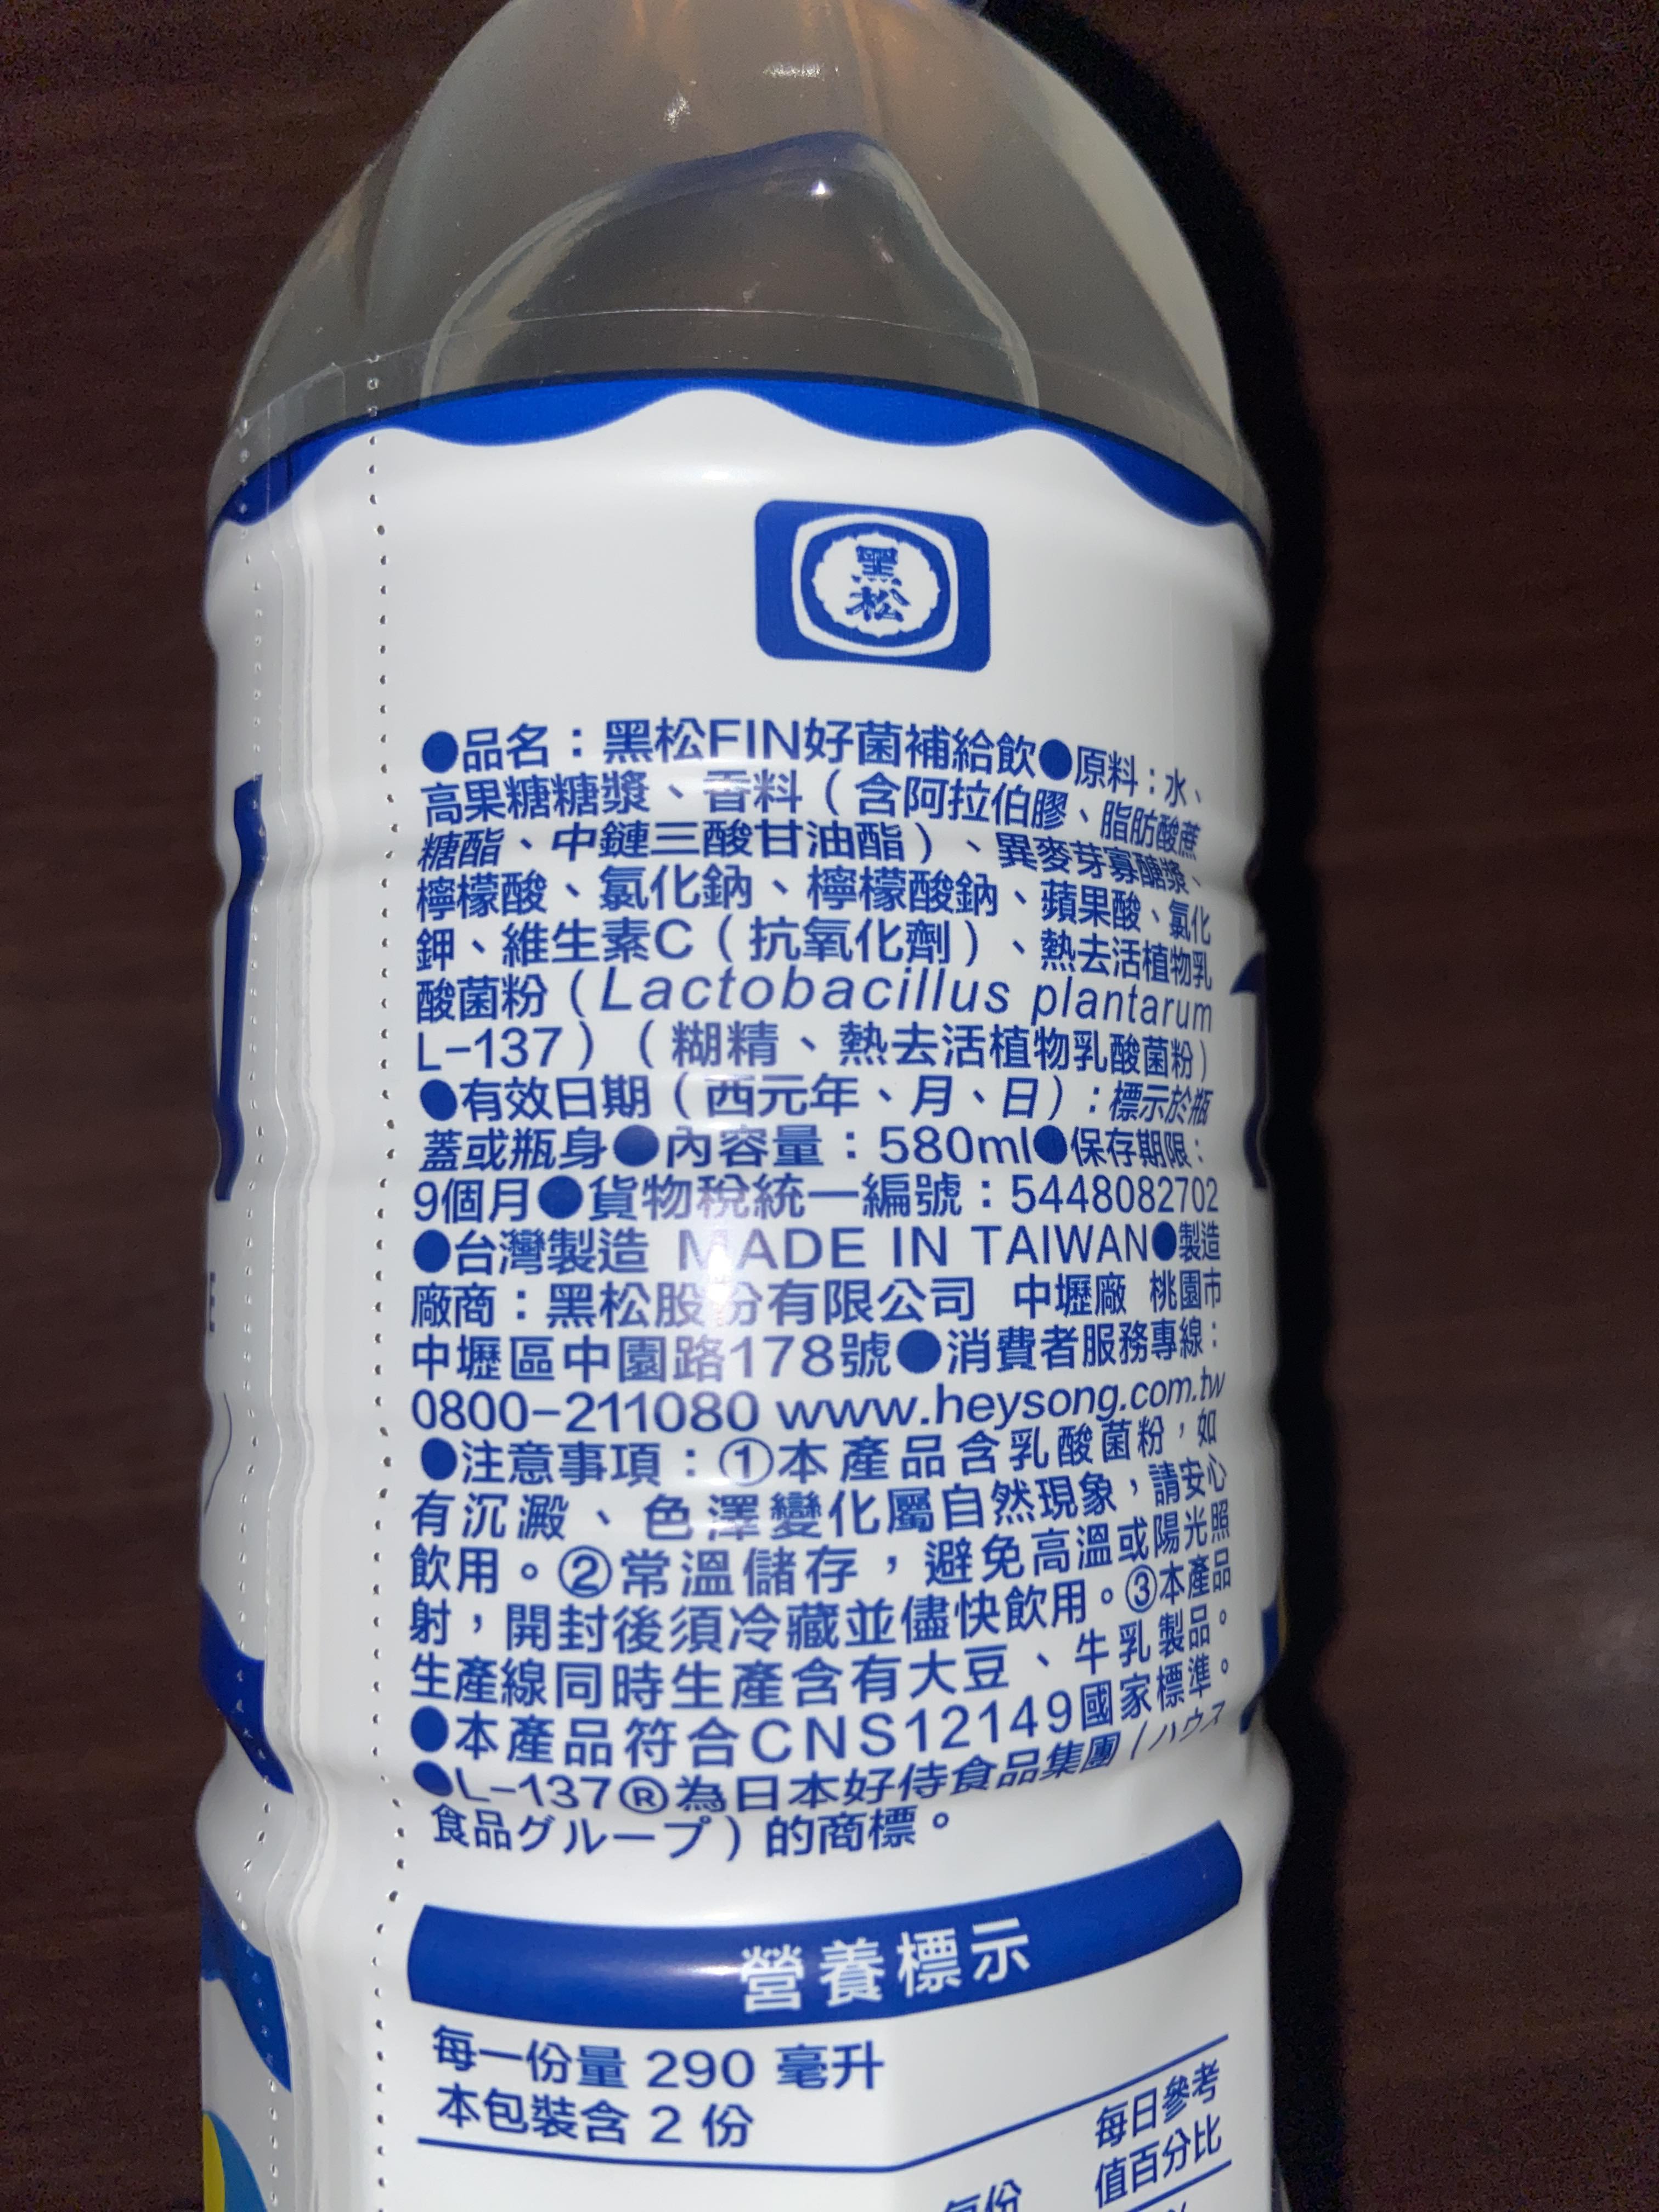 黑松
●品名：黑松FIN好菌補給飲●原料：水、
高果糖糖漿、香料（含阿拉伯膠、脂肪酸蔗
糖酯、中鏈三酸甘油酯）、異麥芽寡醣漿、
檸檬酸、氯化鈉、檸檬酸鈉、蘋果酸、氯化
鉀、維生素C（抗氧化劑）、熱去活植物乳
酸菌粉（Lactobacillus plantarum
L-137）（糊精、熱去活植物乳酸菌粉）
●有效日期（西元年、月、日）：標示於瓶
蓋或瓶身●內容量：580ml●保存期限：
9個月●貨物稅統一編號：5448082702
●台灣製造 MADE IN TAIWAN●製造
廠商：黑松股份有限公司 中壢廠 桃園市
中壢區中園路178號●消費者服務專線：
0800-211080 www.heysong.com.tw
●注意事項：①本產品含乳酸菌粉，如
有沉澱、色澤變化屬自然現象，請安心
飲用。②常溫儲存，避免高溫或陽光照
射，開封後須冷藏並儘快飲用。③本產品
生產線同時生產含有大豆、牛乳製品。
●本產品符合CNS12149國家標準。
●L-137®為日本好侍食品集團（ハウス
食品グループ）的商標。
營養標示
每一份量 290 毫升
本包裝含 2 份
每日參考
值百分比
每份